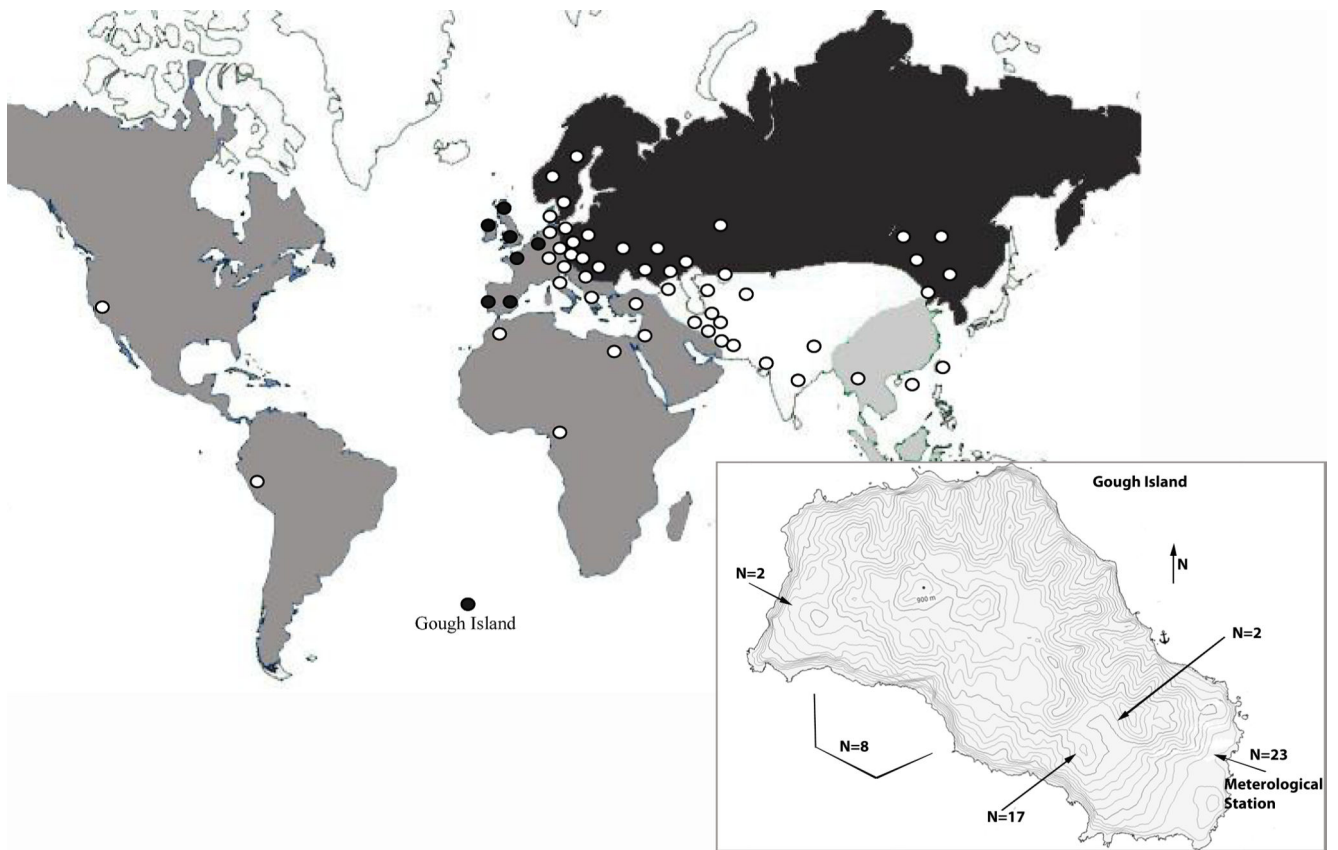 Gough Island
Gough Island
N
N=2
900 m
N=2
N=8
N=23
Meterological
Station
N=17